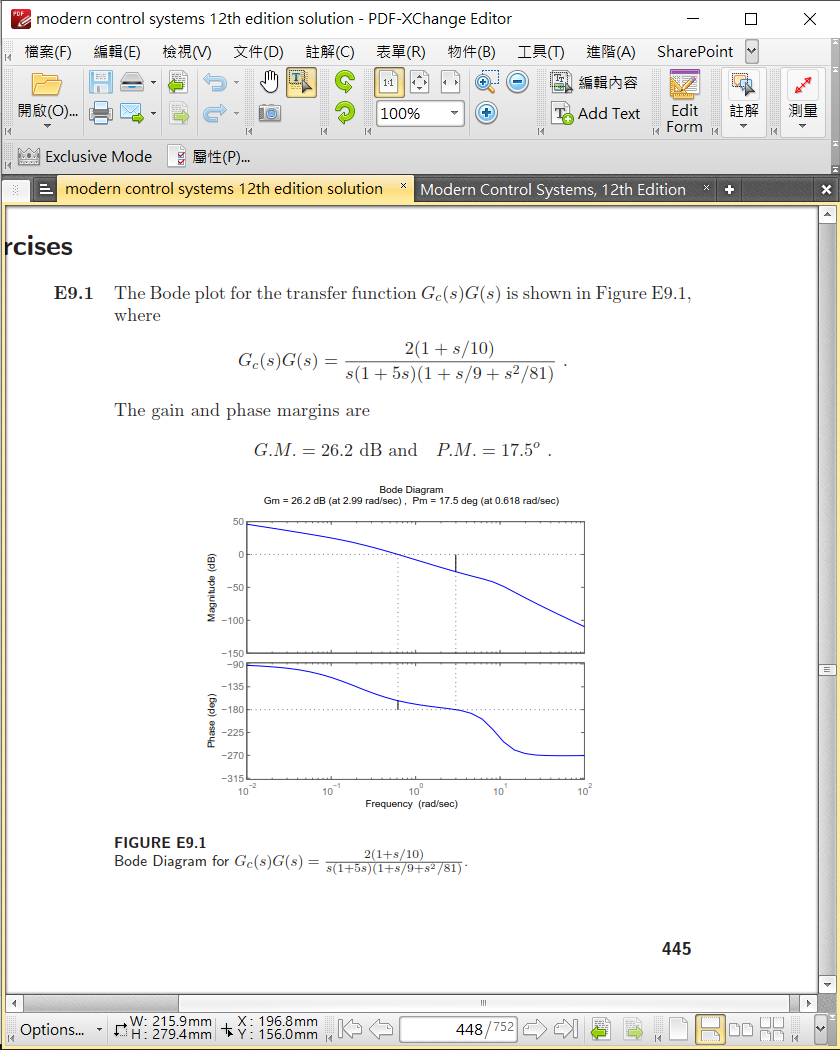 modern control systems 12th edition solution - PDF-XChange Editor
檔案(F) 編輯(E) 檢視(V) 文件(D) 註解(C) 表單(R) 物件(B) 工具(T) 進階(A) SharePoint
開啟(O)... 100% 編輯內容 Add Text Edit Form 註解 測量
Exclusive Mode 屬性(P)...
modern control systems 12th edition solution × Modern Control Systems, 12th Edition ×
rcises
E9.1 The Bode plot for the transfer function Gc(s)G(s) is shown in Figure E9.1,
where
Gc(s)G(s) = 2(1 + s/10) / s(1 + 5s)(1 + s/9 + s²/81) .
The gain and phase margins are
G.M. = 26.2 dB and P.M. = 17.5° .
Bode Diagram
Gm = 26.2 dB (at 2.99 rad/sec) , Pm = 17.5 deg (at 0.618 rad/sec)
Magnitude (dB)
50
0
−50
−100
−150
Phase (deg)
−90
−135
−180
−225
−270
−315
10⁻² 10⁻¹ 10⁰ 10¹ 10²
Frequency (rad/sec)
FIGURE E9.1
Bode Diagram for Gc(s)G(s) = 2(1+s/10) / s(1+5s)(1+s/9+s²/81) .
445
Options... W: 215.9mm X : 196.8mm 448/752
H: 279.4mm Y : 156.0mm